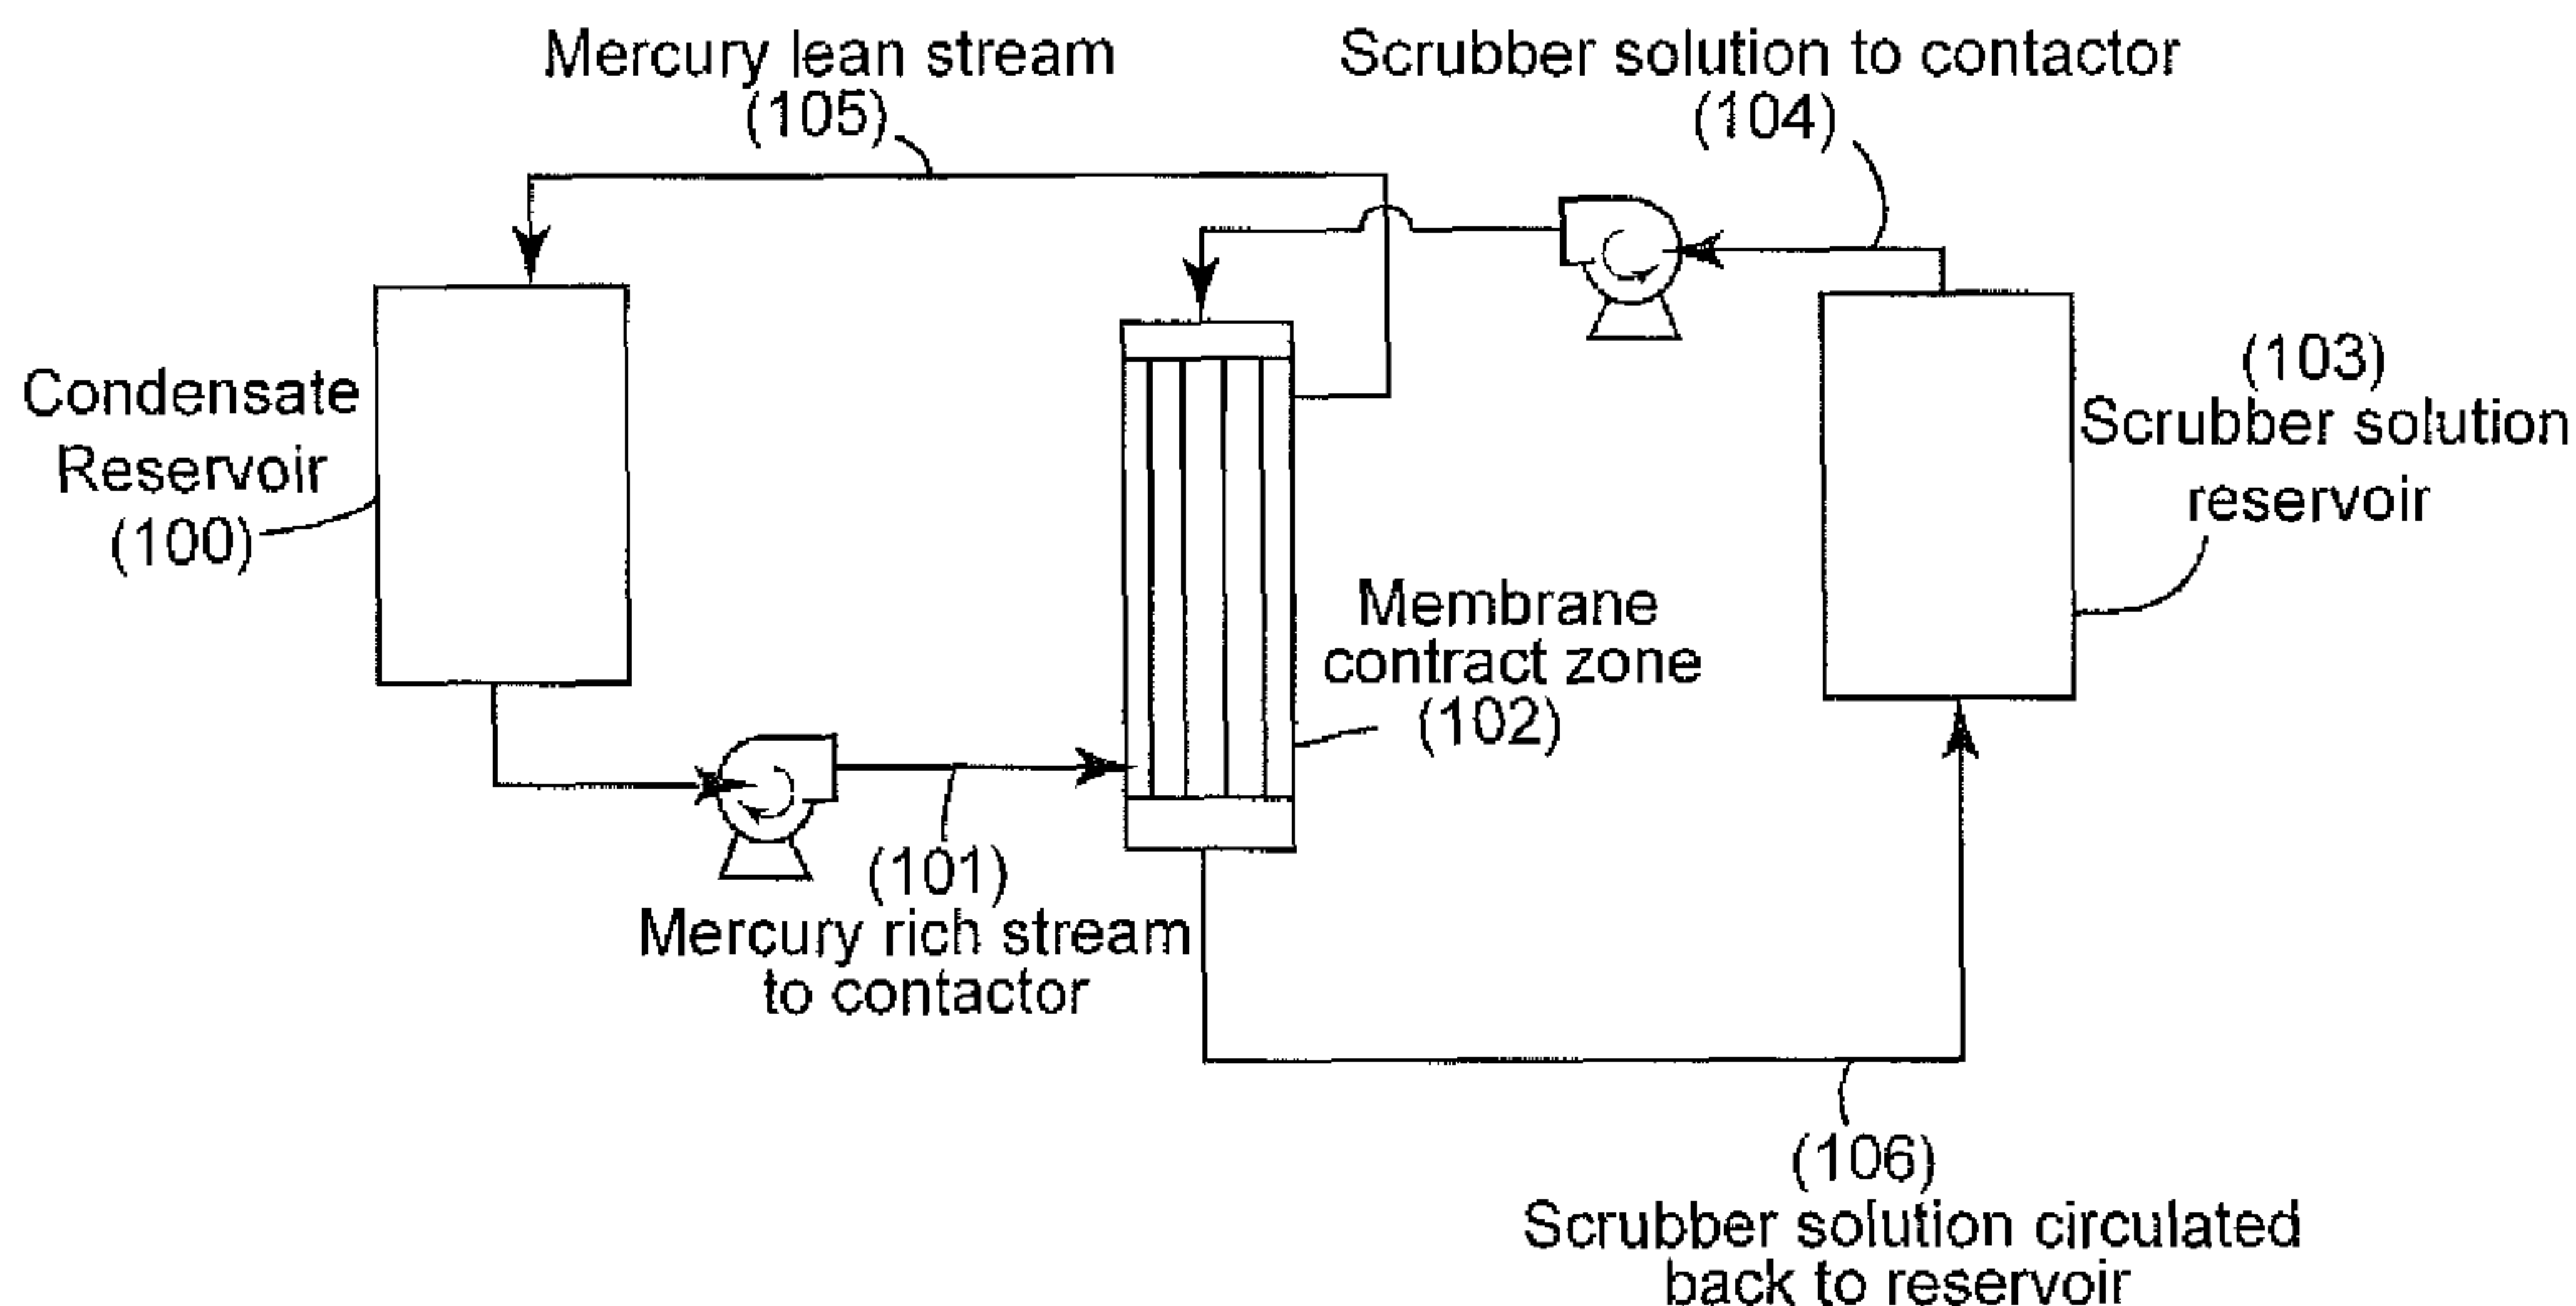 Mercury lean stream
(105)
Scrubber solution to contactor
(104)
Condensate
Reservoir
(100)
(103)
Scrubber solution
reservoir
Membrane
contract zone
(102)
(101)
Mercury rich stream
to contactor
(106)
Scrubber solution circulated
back to reservoir